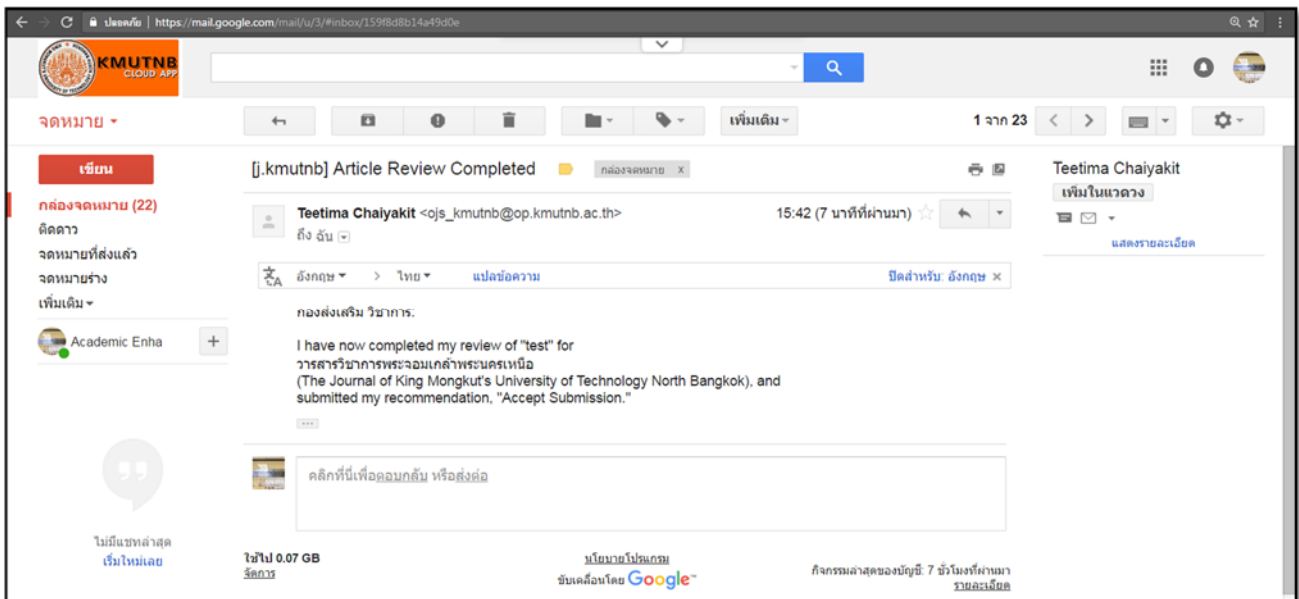 ปลอดภัย | https://mail.google.com/mail/u/3/#inbox/159f8d8b14a49d0e
KMUTNB
CLOUD APP
จดหมาย
เพิ่มเติม
1 จาก 23
เขียน
กล่องจดหมาย (22)
ติดดาว
จดหมายที่ส่งแล้ว
จดหมายร่าง
เพิ่มเติม
Academic Enha
ไม่มีแชทล่าสุด
เริ่มใหม่เลย
[j.kmutnb] Article Review Completed
กล่องจดหมาย x
Teetima Chaiyakit <ojs_kmutnb@op.kmutnb.ac.th>
15:42 (7 นาทีที่ผ่านมา)
ถึง ฉัน
อังกฤษ > ไทย แปลข้อความ ปิดสำหรับ: อังกฤษ ×
กองส่งเสริม วิชาการ:
I have now completed my review of "test" for
วารสารวิชาการพระจอมเกล้าพระนครเหนือ
(The Journal of King Mongkut's University of Technology North Bangkok), and
submitted my recommendation, "Accept Submission."
คลิกที่นี่เพื่อตอบกลับ หรือส่งต่อ
ใช้ไป 0.07 GB
จัดการ
นโยบายโปรแกรม
ขับเคลื่อนโดย Google™
กิจกรรมล่าสุดของบัญชี: 7 ชั่วโมงที่ผ่านมา
รายละเอียด
Teetima Chaiyakit
เพิ่มในแวดวง
แสดงรายละเอียด